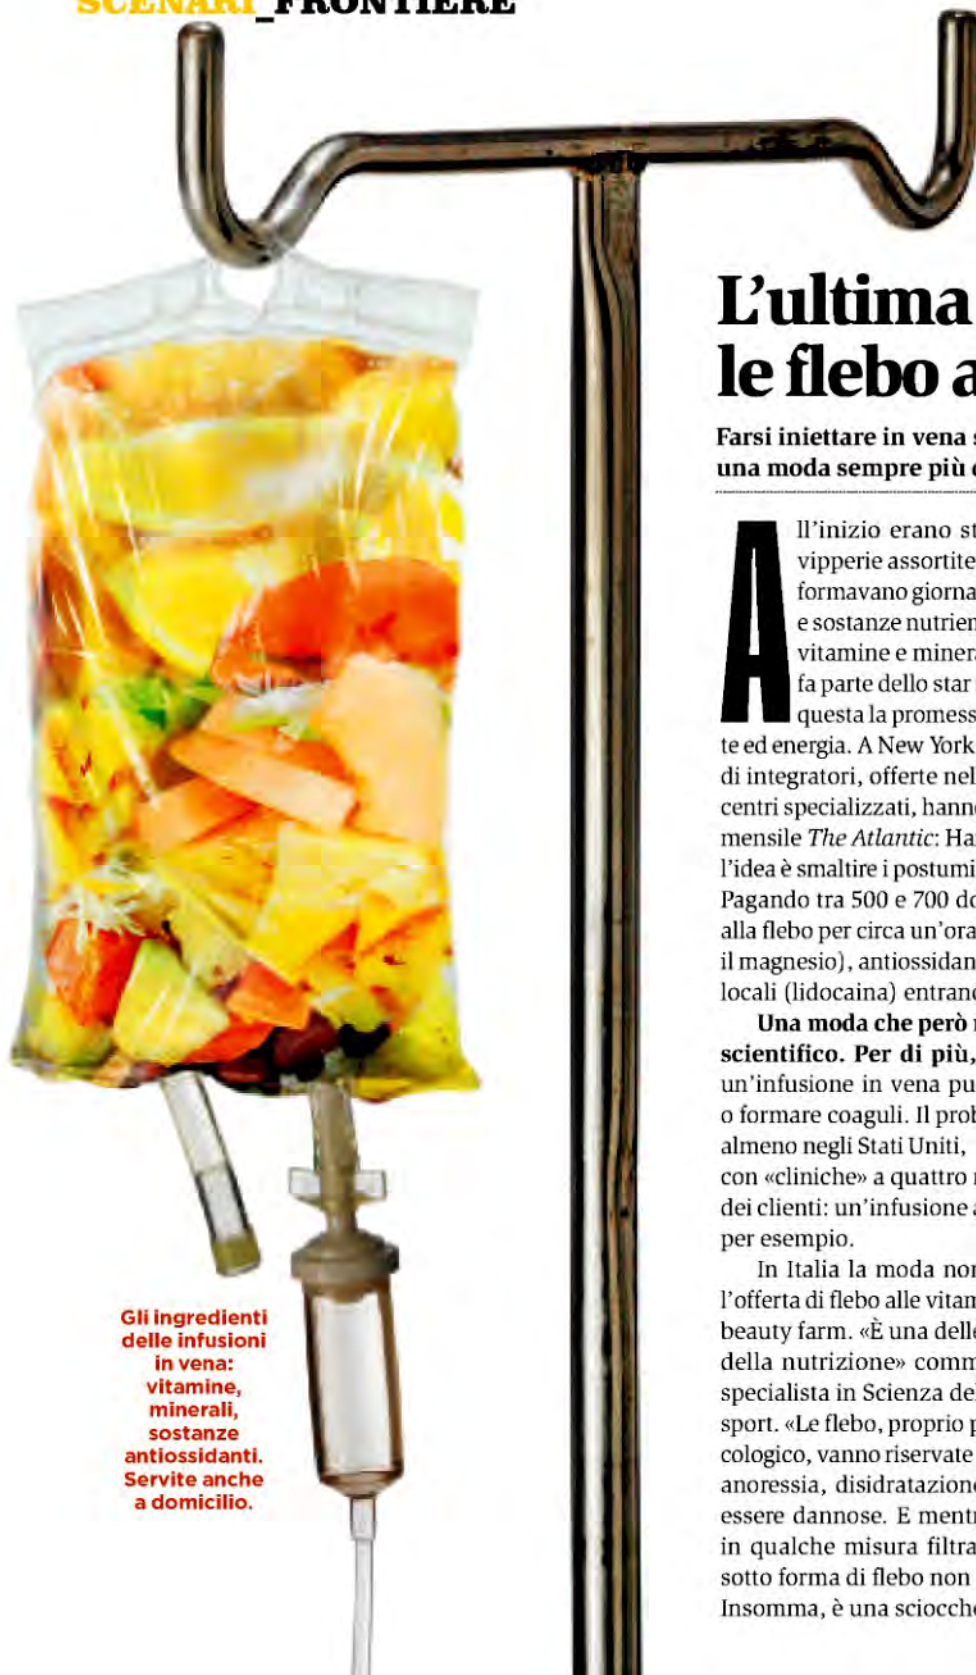 SCENARI_FRONTIERE
L'ultima
le flebo a
Farsi iniettare in vena s
una moda sempre più
All'inizio erano st
vipperie assortite
formavano giorna
e sostanze nutrien
vitamine e minera
fa parte dello star
questa la promess
te ed energia. A New York
di integratori, offerte nel
centri specializzati, hann
mensile The Atlantic: Ha
l'idea è smaltire i postumi
Pagando tra 500 e 700 do
alla flebo per circa un'ora
il magnesio), antiossidan
locali (lidocaina) entran
Una moda che però
scientifico. Per di più,
un'infusione in vena pu
o formare coaguli. Il prob
almeno negli Stati Uniti,
con «cliniche» a quattro
dei clienti: un'infusione a
per esempio.
In Italia la moda non
l'offerta di flebo alle vitam
beauty farm. «È una delle
della nutrizione» comm
specialista in Scienza del
sport. «Le flebo, proprio p
cologico, vanno riservate
anoressia, disidratazione
essere dannose. E mentr
in qualche misura filtra
sotto forma di flebo non
Insomma, è una sciocche
Gli ingredienti
delle infusioni
in vena:
vitamine,
minerali,
sostanze
antiossidanti.
Servite anche
a domicilio.